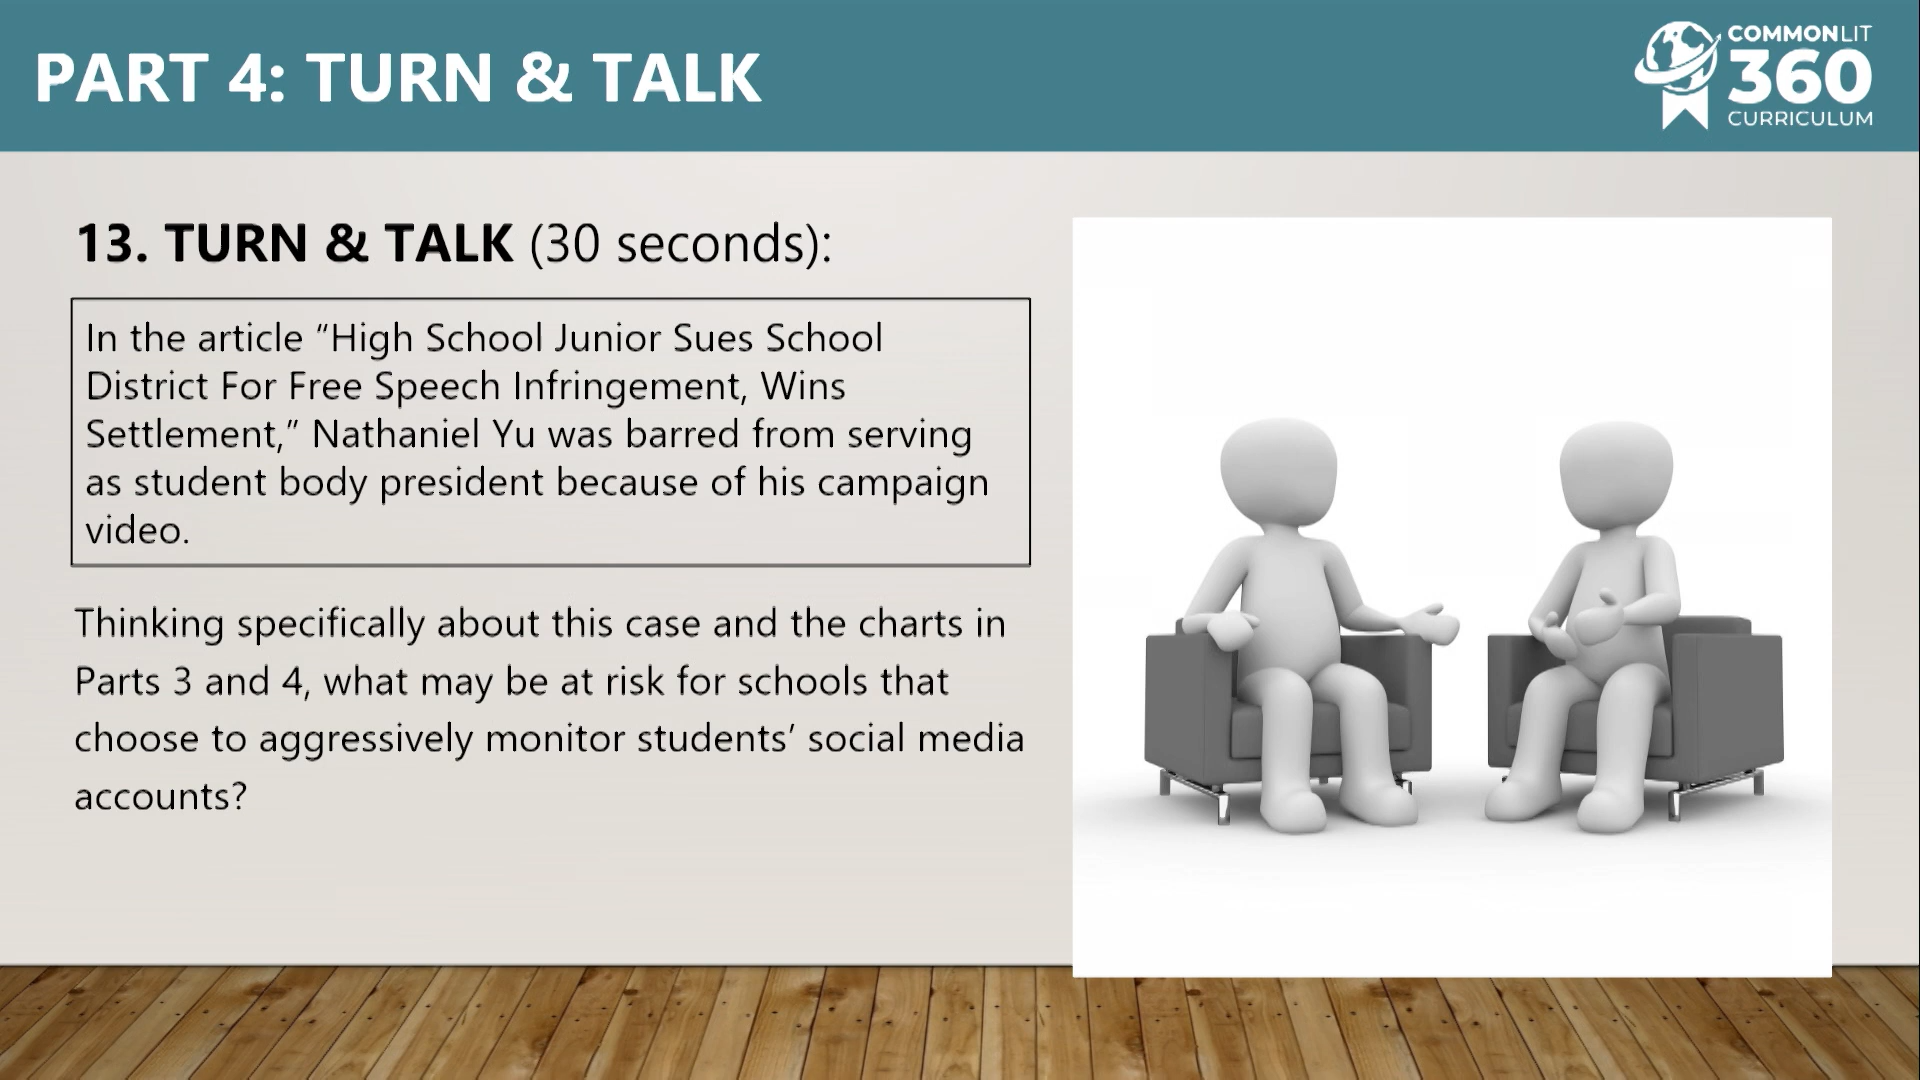 PART 4: TURN & TALK
COMMONLIT
360
CURRICULUM
13. TURN & TALK (30 seconds):
In the article “High School Junior Sues School
District For Free Speech Infringement, Wins
Settlement,” Nathaniel Yu was barred from serving
as student body president because of his campaign
video.
Thinking specifically about this case and the charts in
Parts 3 and 4, what may be at risk for schools that
choose to aggressively monitor students’ social media
accounts?